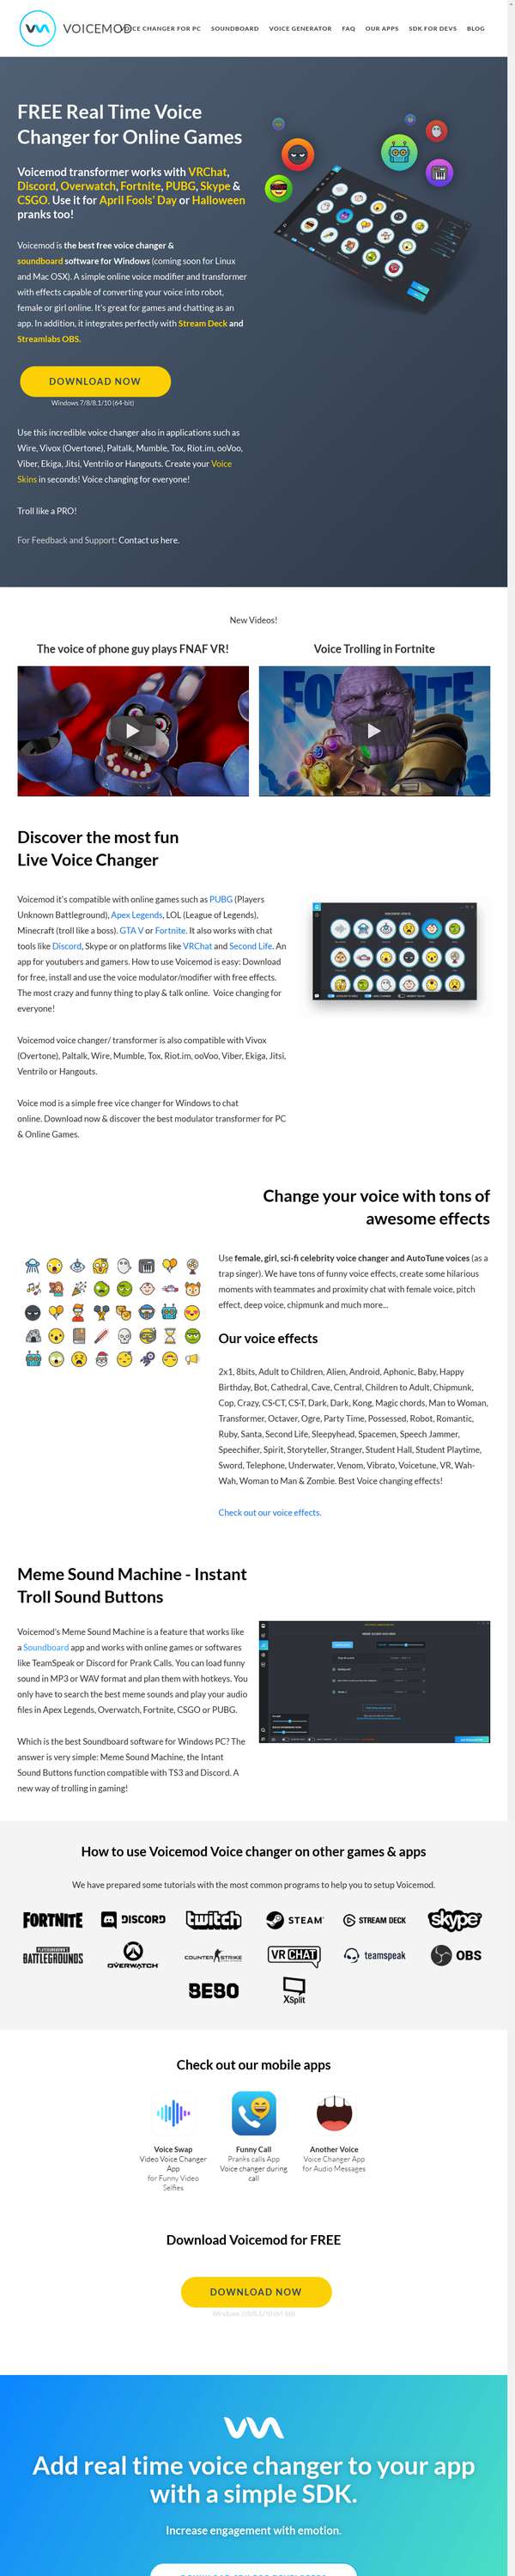 VOICEMOD
VOICE CHANGER FOR PC SOUNDBOARD VOICE GENERATOR FAQ OUR APPS SDK FOR DEVS BLOG
FREE Real Time Voice
Changer for Online Games
Voicemod transformer works with VRChat,
Discord, Overwatch, Fortnite, PUBG, Skype &
CSGO. Use it for April Fools' Day or Halloween
pranks too!
Voicemod is the best free voice changer &
soundboard software for Windows (coming soon for Linux
and Mac OSX). A simple online voice modifier and transformer
with effects capable of converting your voice into robot,
female or girl online. It's great for games and chatting as an
app. In addition, it integrates perfectly with Stream Deck and
Streamlabs OBS.
DOWNLOAD NOW
Windows 7/8/8.1/10 (64-bit)
Use this incredible voice changer also in applications such as
Wire, Vivox (Overtone), Paltalk, Mumble, Tox, Riot.im, ooVoo,
Viber, Ekiga, Jitsi, Ventrilo or Hangouts. Create your Voice
Skins in seconds! Voice changing for everyone!
Troll like a PRO!
For Feedback and Support: Contact us here.
New Videos!
The voice of phone guy plays FNAF VR!
Voice Trolling in Fortnite
Discover the most fun
Live Voice Changer
Voicemod it's compatible with online games such as PUBG (Players
Unknown Battleground), Apex Legends, LOL (League of Legends),
Minecraft (troll like a boss). GTA V or Fortnite. It also works with chat
tools like Discord, Skype or on platforms like VRChat and Second Life. An
app for youtubers and gamers. How to use Voicemod is easy: Download
for free, install and use the voice modulator/modifier with free effects.
The most crazy and funny thing to play & talk online. Voice changing for
everyone!
Voicemod voice changer/ transformer is also compatible with Vivox
(Overtone), Paltalk, Wire, Mumble, Tox, Riot.im, ooVoo, Viber, Ekiga, Jitsi,
Ventrilo or Hangouts.
Voice mod is a simple free vice changer for Windows to chat
online. Download now & discover the best modulator transformer for PC
& Online Games.
Change your voice with tons of
awesome effects
Use female, girl, sci-fi celebrity voice changer and AutoTune voices (as a
trap singer). We have tons of funny voice effects, create some hilarious
moments with teammates and proximity chat with female voice, pitch
effect, deep voice, chipmunk and much more...
Our voice effects
2x1, 8bits, Adult to Children, Alien, Android, Aphonic, Baby, Happy
Birthday, Bot, Cathedral, Cave, Central, Children to Adult, Chipmunk,
Cop, Crazy, CS-CT, CS-T, Dark, Dark, Kong, Magic chords, Man to Woman,
Transformer, Octaver, Ogre, Party Time, Possessed, Robot, Romantic,
Ruby, Santa, Second Life, Sleepyhead, Spacemen, Speech Jammer,
Speechifier, Spirit, Storyteller, Stranger, Student Hall, Student Playtime,
Sword, Telephone, Underwater, Venom, Vibrato, Voicetune, VR, Wah-
Wah, Woman to Man & Zombie. Best Voice changing effects!
Check out our voice effects.
Meme Sound Machine - Instant
Troll Sound Buttons
Voicemod's Meme Sound Machine is a feature that works like
a Soundboard app and works with online games or softwares
like TeamSpeak or Discord for Prank Calls. You can load funny
sound in MP3 or WAV format and plan them with hotkeys. You
only have to search the best meme sounds and play your audio
files in Apex Legends, Overwatch, Fortnite, CSGO or PUBG.
Which is the best Soundboard software for Windows PC? The
answer is very simple: Meme Sound Machine, the Intant
Sound Buttons function compatible with TS3 and Discord. A
new way of trolling in gaming!
How to use Voicemod Voice changer on other games & apps
We have prepared some tutorials with the most common programs to help you to setup Voicemod.
FORTNITE DISCORD twitch STEAM STREAM DECK skype
PLAYERUNKNOWN'S BATTLEGROUNDS OVERWATCH COUNTER STRIKE VRCHAT teamspeak OBS
XSplit
Check out our mobile apps
Voice Swap
Video Voice Changer
App
for Funny Video
Selfies
Funny Call
Pranks calls App
Voice changer during
call
Another Voice
Voice Changer App
for Audio Messages
Download Voicemod for FREE
DOWNLOAD NOW
Windows 7/8/8.1/10 (64-bit)
Add real time voice changer to your app
with a simple SDK.
Increase engagement with emotion.